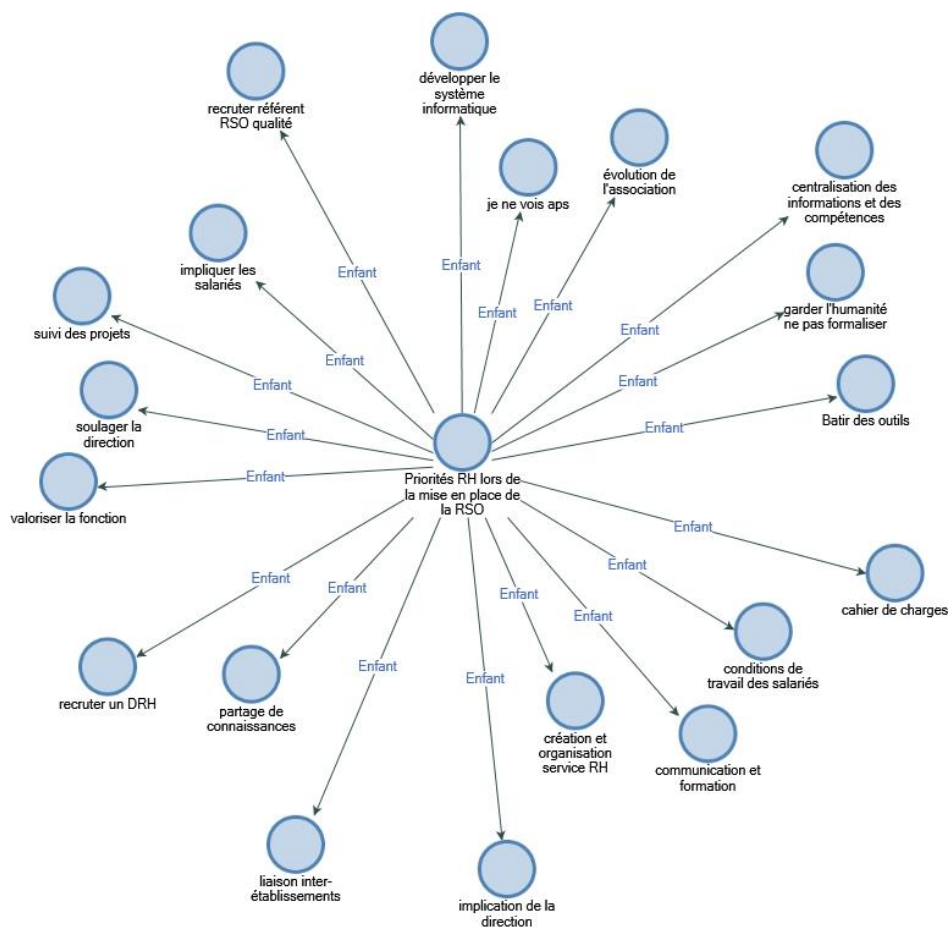 développer le
système
informatique
recruter référent
RSO qualité
évolution de
l'association
je ne vois aps
centralisation des
informations et des
compétences
impliquer les
salariés
Enfant
Enfant
Enfant
Enfant
garder l'humanité
ne pas formaliser
suivi des projets
Enfant
Enfant
Enfant
Enfant
soulager la
direction
Enfant
Enfant
Batir des outils
valoriser la fonction
Enfant
Priorités RH lors de
la mise en place de
la RSO
Enfant
Enfant
Enfant
Enfant
Enfant
Enfant
cahier de charges
Enfant
Enfant
conditions de
travail des salariés
recruter un DRH
partage de
connaissances
création et
organisation
service RH
communication et
formation
liaison inter-
établissements
implication de la
direction